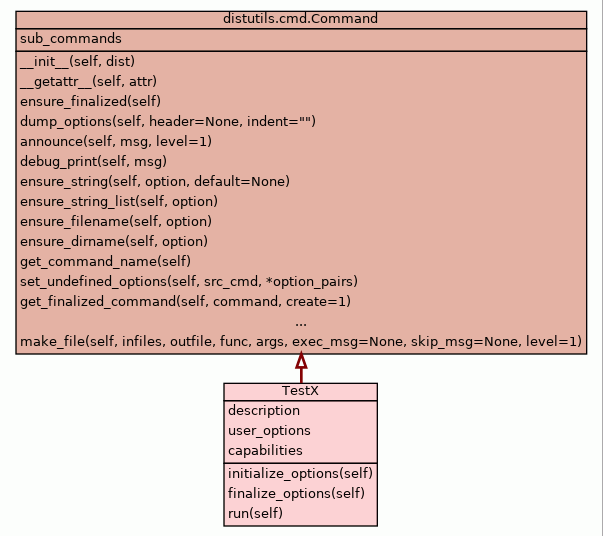 distutils.cmd.Command
sub_commands
__init__(self, dist)
__getattr__(self, attr)
ensure_finalized(self)
dump_options(self, header=None, indent="")
announce(self, msg, level=1)
debug_print(self, msg)
ensure_string(self, option, default=None)
ensure_string_list(self, option)
ensure_filename(self, option)
ensure_dirname(self, option)
get_command_name(self)
set_undefined_options(self, src_cmd, *option_pairs)
get_finalized_command(self, command, create=1)
...
make_file(self, infiles, outfile, func, args, exec_msg=None, skip_msg=None, level=1)
TestX
description
user_options
capabilities
initialize_options(self)
finalize_options(self)
run(self)